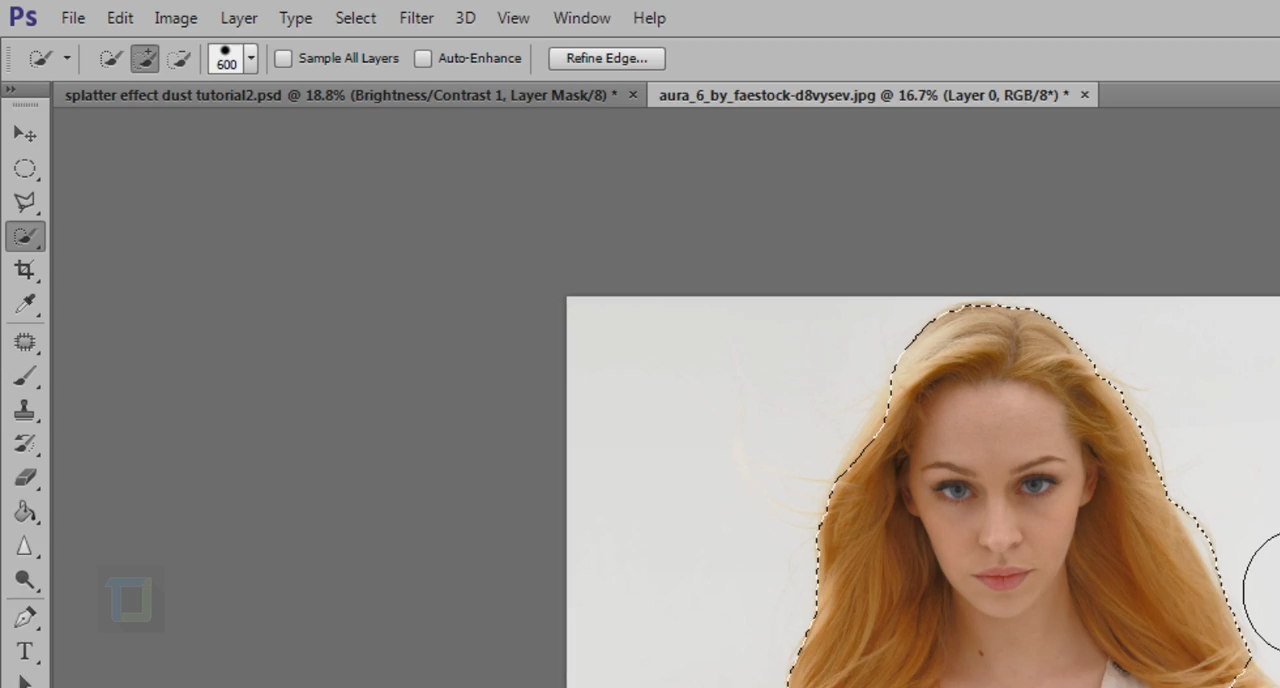 Ps File Edit Image Layer Type Select Filter 3D View Window Help
600 Sample All Layers Auto-Enhance Refine Edge...
splatter effect dust tutorial2.psd @ 18.8% (Brightness/Contrast 1, Layer Mask/8) * × aura_6_by_faestock-d8vysev.jpg @ 16.7% (Layer 0, RGB/8*) * ×
T